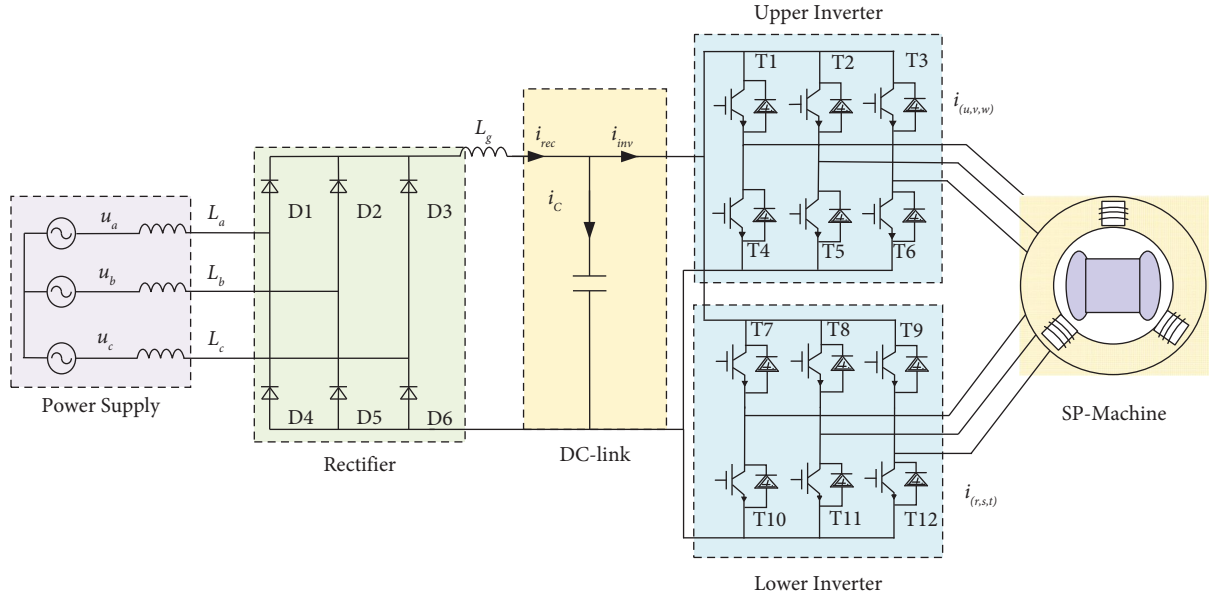 Upper Inverter
T1
T2
T3
i(u,v,w)
Lg
irec
iinv
D1
D2
D3
iC
ua
La
ub
Lb
uc
Lc
T4
T5
T6
T7
T8
T9
D4
D5
D6
Power Supply
Rectifier
DC-link
SP-Machine
T10
T11
T12
i(r,s,t)
Lower Inverter